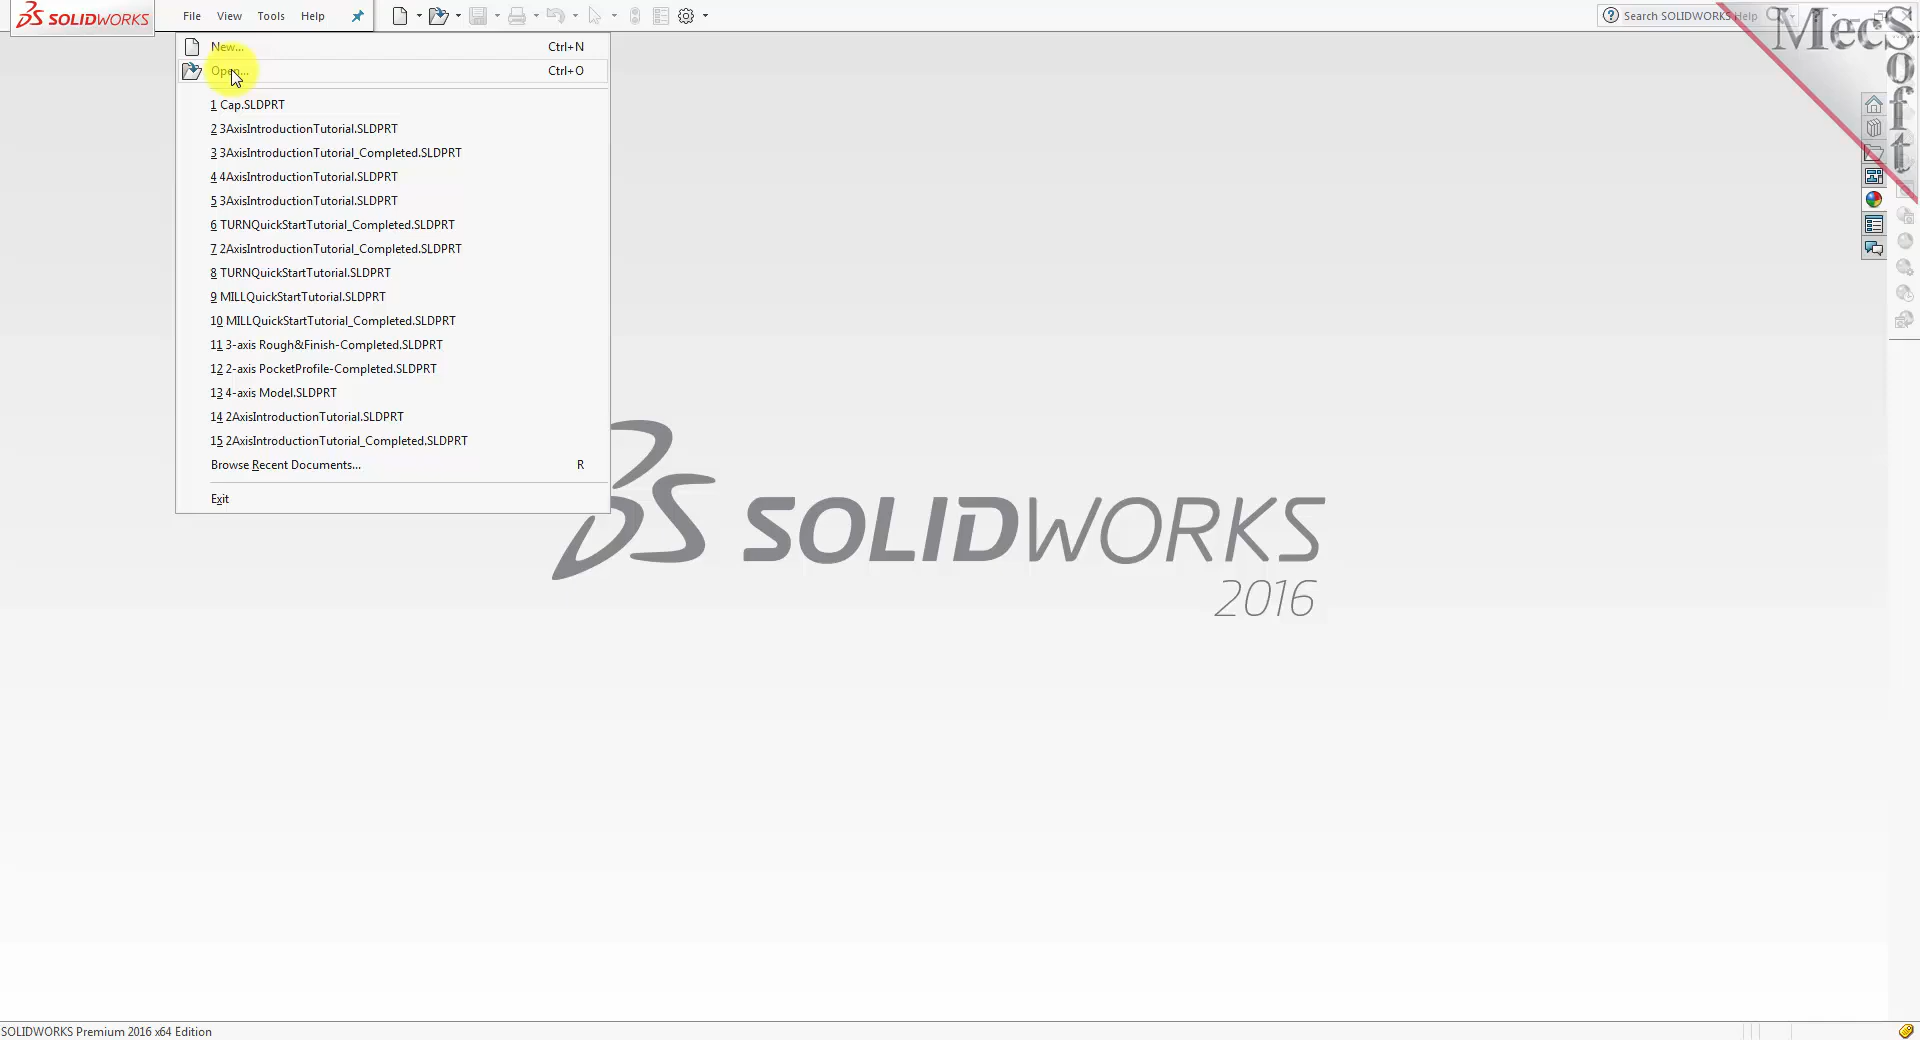 SOLIDWORKS
File View Tools Help
Search SOLIDWORKS Help
MecSoft
New... Ctrl+N
Open... Ctrl+O
1 Cap.SLDPRT
2 3AxisIntroductionTutorial.SLDPRT
3 3AxisIntroductionTutorial_Completed.SLDPRT
4 4AxisIntroductionTutorial.SLDPRT
5 3AxisIntroductionTutorial.SLDPRT
6 TURNQuickStartTutorial_Completed.SLDPRT
7 2AxisIntroductionTutorial_Completed.SLDPRT
8 TURNQuickStartTutorial.SLDPRT
9 MILLQuickStartTutorial.SLDPRT
10 MILLQuickStartTutorial_Completed.SLDPRT
11 3-axis Rough&Finish-Completed.SLDPRT
12 2-axis PocketProfile-Completed.SLDPRT
13 4-axis Model.SLDPRT
14 2AxisIntroductionTutorial.SLDPRT
15 2AxisIntroductionTutorial_Completed.SLDPRT
Browse Recent Documents... R
Exit
SOLIDWORKS
2016
SOLIDWORKS Premium 2016 x64 Edition